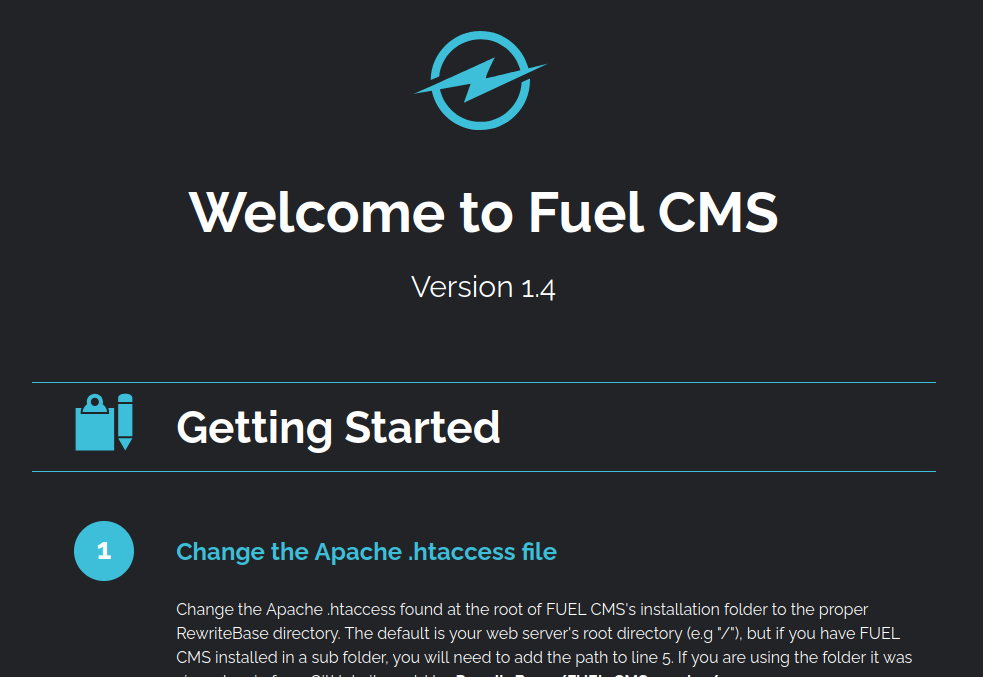 Welcome to Fuel CMS
Version 1.4
Getting Started
1
Change the Apache .htaccess file
Change the Apache .htaccess found at the root of FUEL CMS's installation folder to the proper
RewriteBase directory. The default is your web server's root directory (e.g "/"), but if you have FUEL
CMS installed in a sub folder, you will need to add the path to line 5. If you are using the folder it was